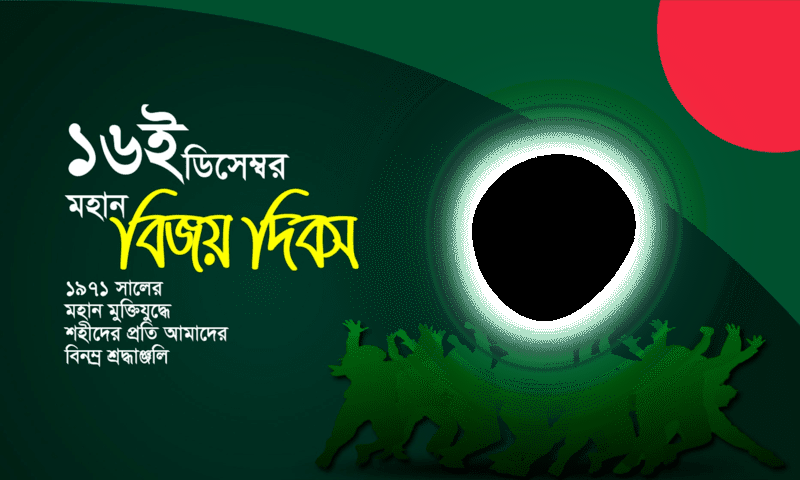 ১৬ই ডিসেম্বর
মহান বিজয় দিবস
১৯৭১ সালের
মহান মুক্তিযুদ্ধে
শহীদের প্রতি আমাদের
বিনম্র শ্রদ্ধাঞ্জলি